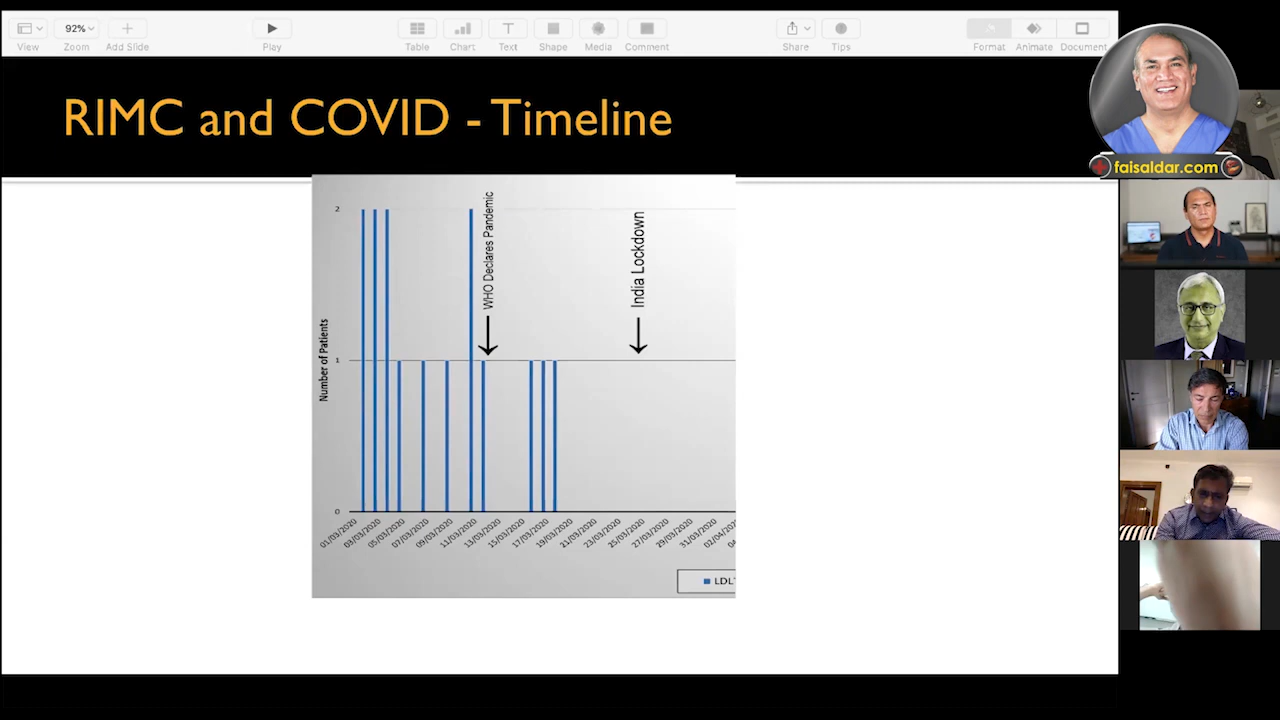 92%
View
Zoom
Add Slide
Play
Table
Chart
Text
Shape
Media
Comment
Share
Tips
Format
Animate
Document
faisaldar.com
RIMC and COVID - Timeline
2
1
0
Number of Patients
WHO Declares Pandemic
India Lockdown
01/03/2020
03/03/2020
05/03/2020
07/03/2020
09/03/2020
11/03/2020
13/03/2020
15/03/2020
17/03/2020
19/03/2020
21/03/2020
23/03/2020
25/03/2020
27/03/2020
29/03/2020
31/03/2020
02/04/202
04
LDL